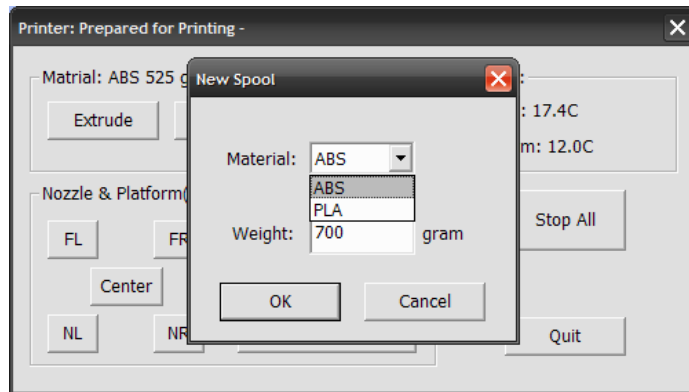 Printer: Prepared for Printing -
Matrial: ABS 525 g
Extrude
: 17.4C
m: 12.0C
New Spool
Material: ABS
ABS
PLA
Weight: 700 gram
OK Cancel
Nozzle & Platform(
FL FR
Center
NL NR
Stop All
Quit